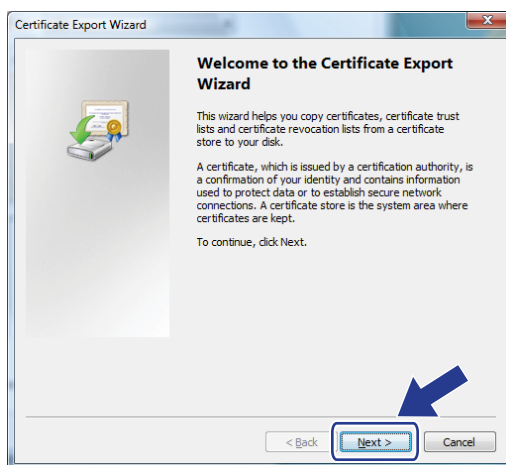 Certificate Export Wizard
Welcome to the Certificate Export
Wizard
This wizard helps you copy certificates, certificate trust
lists and certificate revocation lists from a certificate
store to your disk.
A certificate, which is issued by a certification authority, is
a confirmation of your identity and contains information
used to protect data or to establish secure network
connections. A certificate store is the system area where
certificates are kept.
To continue, click Next.
< Back Next > Cancel